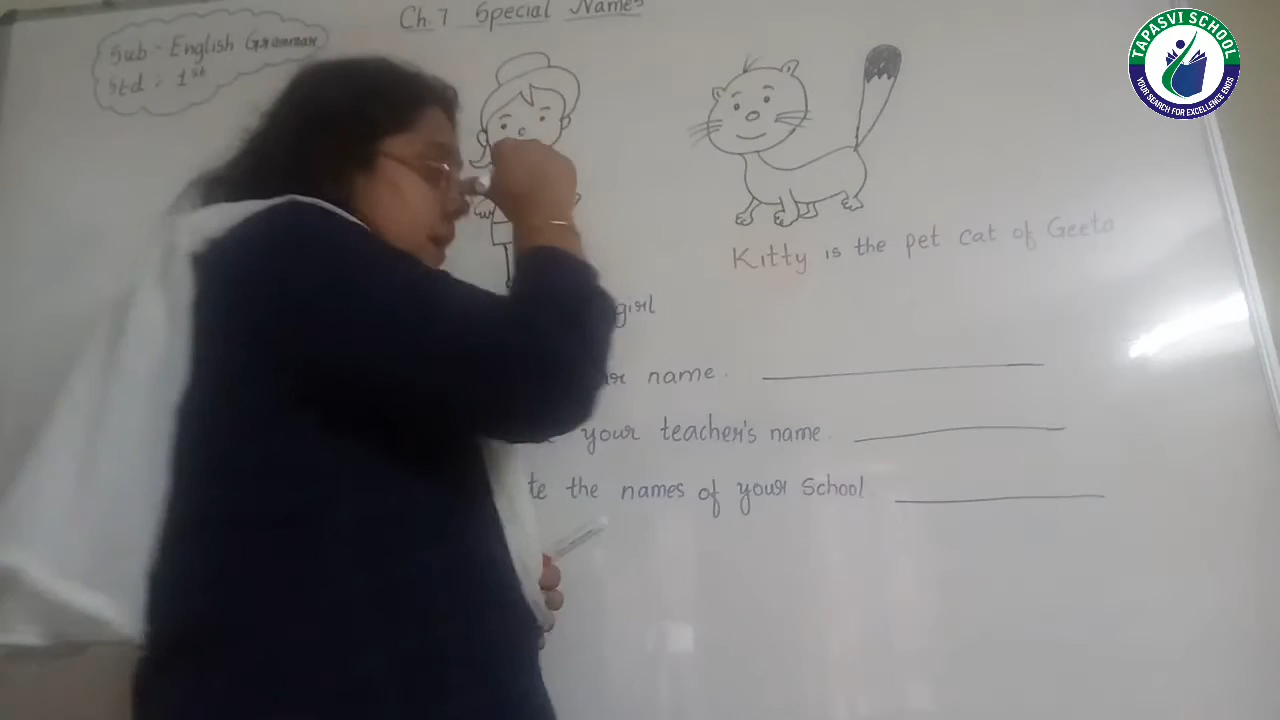 Ch.7 Special Names
Sub - English Grammar
Std : 1st
TAPASVI SCHOOL
YOUR SEARCH FOR EXCELLENCE ENDS
Kitty is the pet cat of Geeta
girl
name.
your teacher's name.
te the names of your School